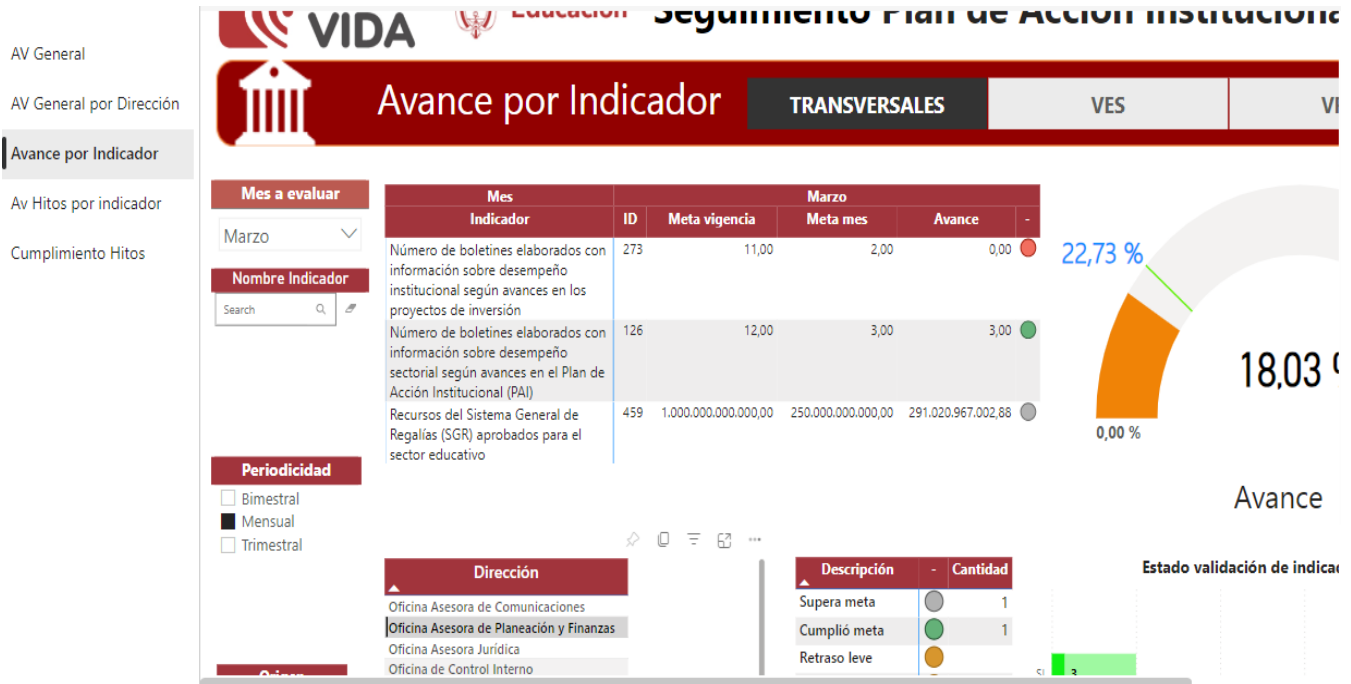 AV General
AV General por Dirección
Avance por Indicador
Av Hitos por indicador
Cumplimiento Hitos
VIDA
Educación
Seguimiento Plan de Acción Instituciona
Avance por Indicador
TRANSVERSALES
VES
Mes a evaluar
Marzo
Nombre Indicador
Search
Periodicidad
Bimestral
Mensual
Trimestral
Mes Marzo
Indicador ID Meta vigencia Meta mes Avance -
Número de boletines elaborados con 273 11,00 2,00 0,00
información sobre desempeño
institucional según avances en los
proyectos de inversión
Número de boletines elaborados con 126 12,00 3,00 3,00
información sobre desempeño
sectorial según avances en el Plan de
Acción Institucional (PAI)
Recursos del Sistema General de 459 1.000.000.000.000,00 250.000.000.000,00 291.020.967.002,88
Regalías (SGR) aprobados para el
sector educativo
22,73 %
18,03
0,00 %
Avance
Dirección
Oficina Asesora de Comunicaciones
Oficina Asesora de Planeación y Finanzas
Oficina Asesora Jurídica
Oficina de Control Interno
Descripción - Cantidad
Supera meta 1
Cumplió meta 1
Retraso leve
Estado validación de indicad
3